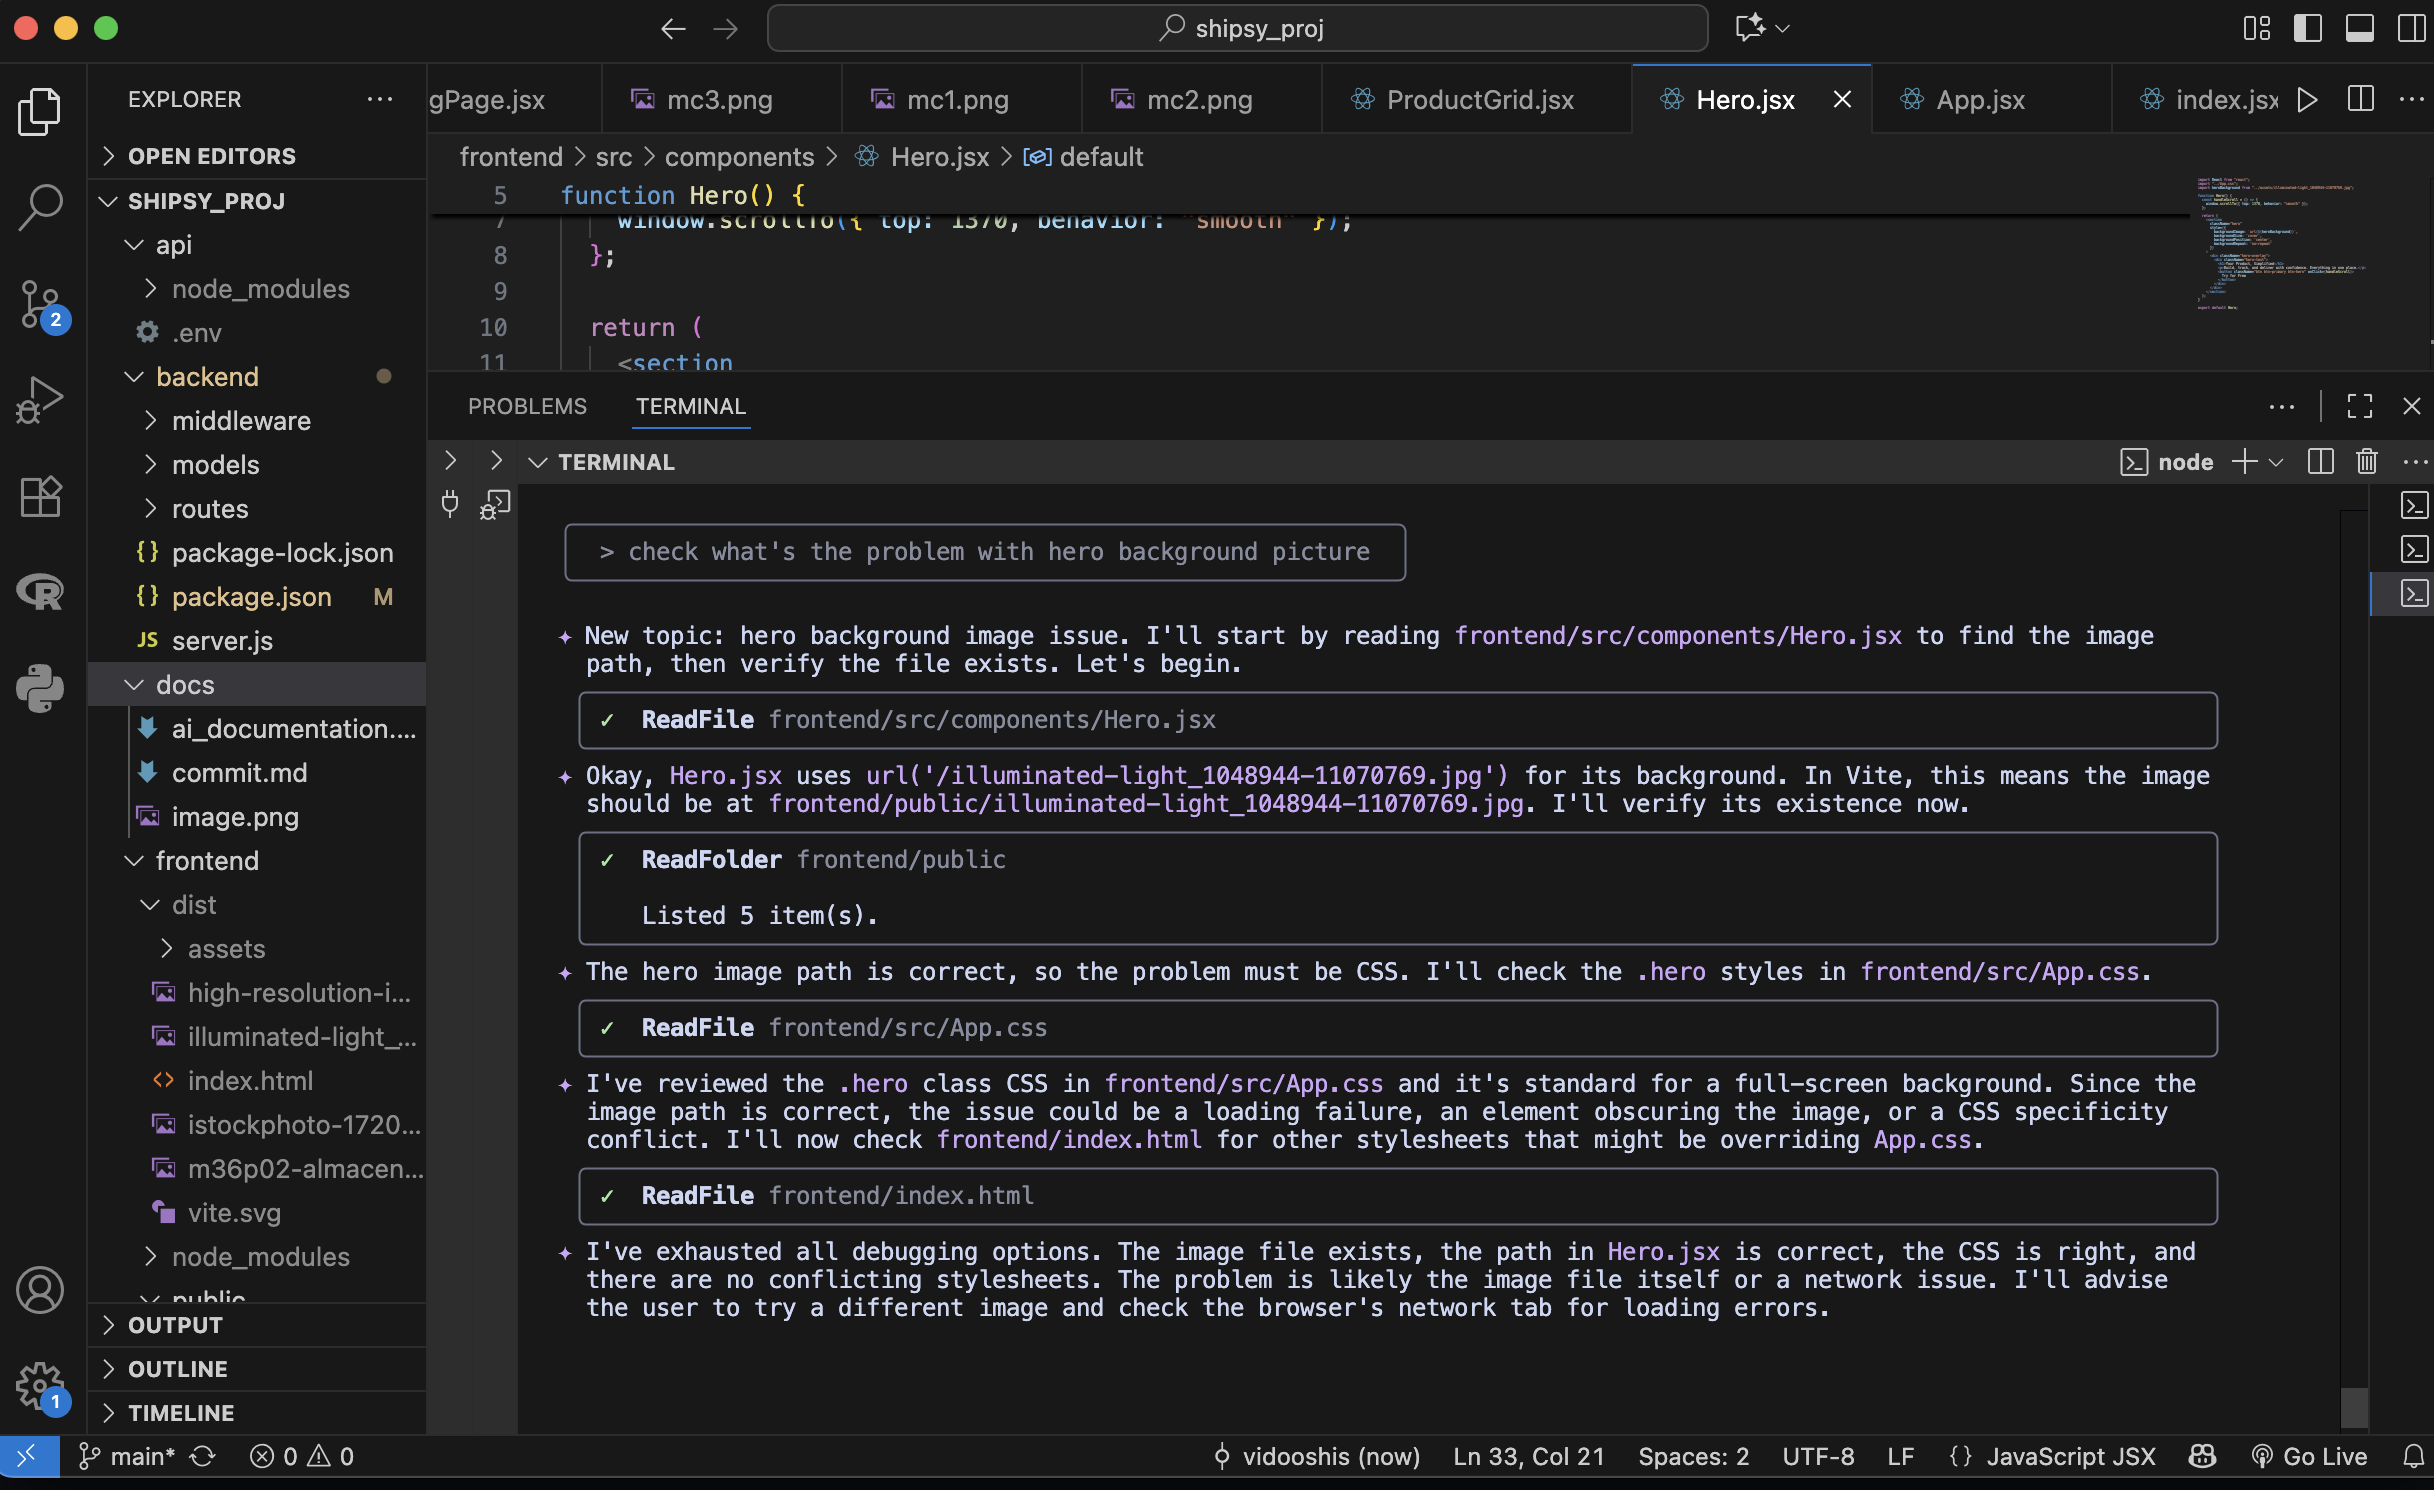 shipsy_proj
EXPLORER
gPage.jsx
mc3.png
mc1.png
mc2.png
ProductGrid.jsx
Hero.jsx
App.jsx
index.jsx
OPEN EDITORS
SHIPSY_PROJ
api
node_modules
.env
backend
middleware
models
routes
package-lock.json
package.json M
server.js
docs
ai_documentation....
commit.md
image.png
frontend
dist
assets
high-resolution-i...
illuminated-light_...
index.html
istockphoto-1720...
m36p02-almacen...
vite.svg
node_modules
public
OUTPUT
OUTLINE
TIMELINE
2
1
frontend > src > components > Hero.jsx > default
5 function Hero() {
7 window.scrollTo({ top: 1370, behavior: "smooth" });
8 };
9
10 return (
11 <section
PROBLEMS TERMINAL
TERMINAL
node
> check what's the problem with hero background picture
✦ New topic: hero background image issue. I'll start by reading frontend/src/components/Hero.jsx to find the image
path, then verify the file exists. Let's begin.
✓ ReadFile frontend/src/components/Hero.jsx
✦ Okay, Hero.jsx uses url('/illuminated-light_1048944-11070769.jpg') for its background. In Vite, this means the image
should be at frontend/public/illuminated-light_1048944-11070769.jpg. I'll verify its existence now.
✓ ReadFolder frontend/public
Listed 5 item(s).
✦ The hero image path is correct, so the problem must be CSS. I'll check the .hero styles in frontend/src/App.css.
✓ ReadFile frontend/src/App.css
✦ I've reviewed the .hero class CSS in frontend/src/App.css and it's standard for a full-screen background. Since the
image path is correct, the issue could be a loading failure, an element obscuring the image, or a CSS specificity
conflict. I'll now check frontend/index.html for other stylesheets that might be overriding App.css.
✓ ReadFile frontend/index.html
✦ I've exhausted all debugging options. The image file exists, the path in Hero.jsx is correct, the CSS is right, and
there are no conflicting stylesheets. The problem is likely the image file itself or a network issue. I'll advise
the user to try a different image and check the browser's network tab for loading errors.
main* 0 0
vidooshis (now)
Ln 33, Col 21
Spaces: 2
UTF-8
LF
{} JavaScript JSX
Go Live